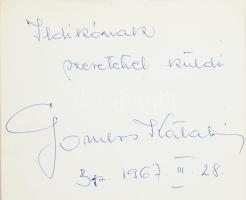 Ildikónak
szeretettel küldi
Gombos Katalin
Bp. 1967. III. 28.